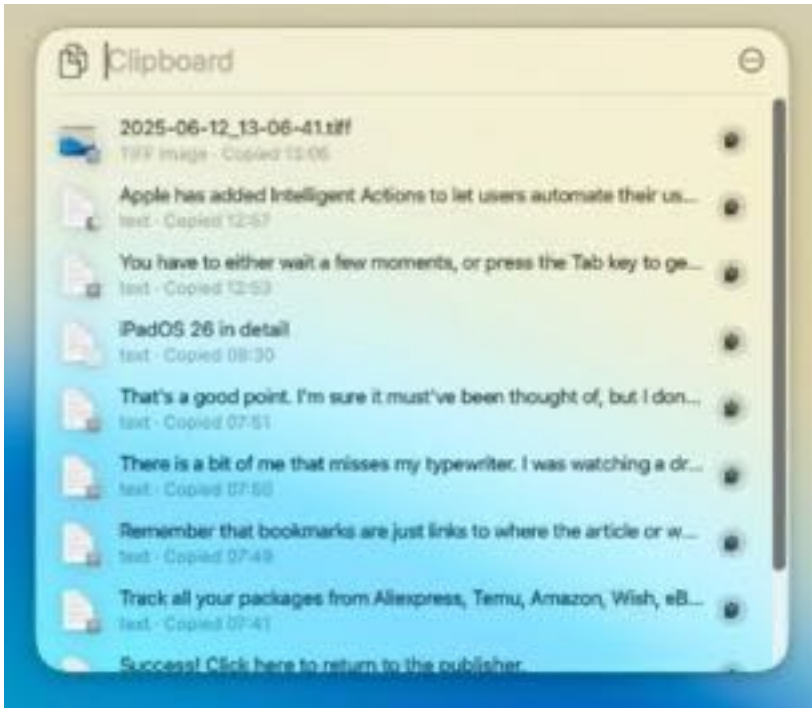 Clipboard
2025-06-12_13-06-41.tiff
TIFF image · Copied 13:06
Apple has added Intelligent Actions to let users automate their us...
text · Copied 12:57
You have to either wait a few moments, or press the Tab key to ge...
text · Copied 12:53
iPadOS 26 in detail
text · Copied 08:30
That's a good point. I'm sure it must've been thought of, but I don...
text · Copied 07:51
There is a bit of me that misses my typewriter. I was watching a dr...
text · Copied 07:50
Remember that bookmarks are just links to where the article or w...
text · Copied 07:49
Track all your packages from Aliexpress, Temu, Amazon, Wish, eB...
text · Copied 07:41
Success! Click here to return to the publisher.